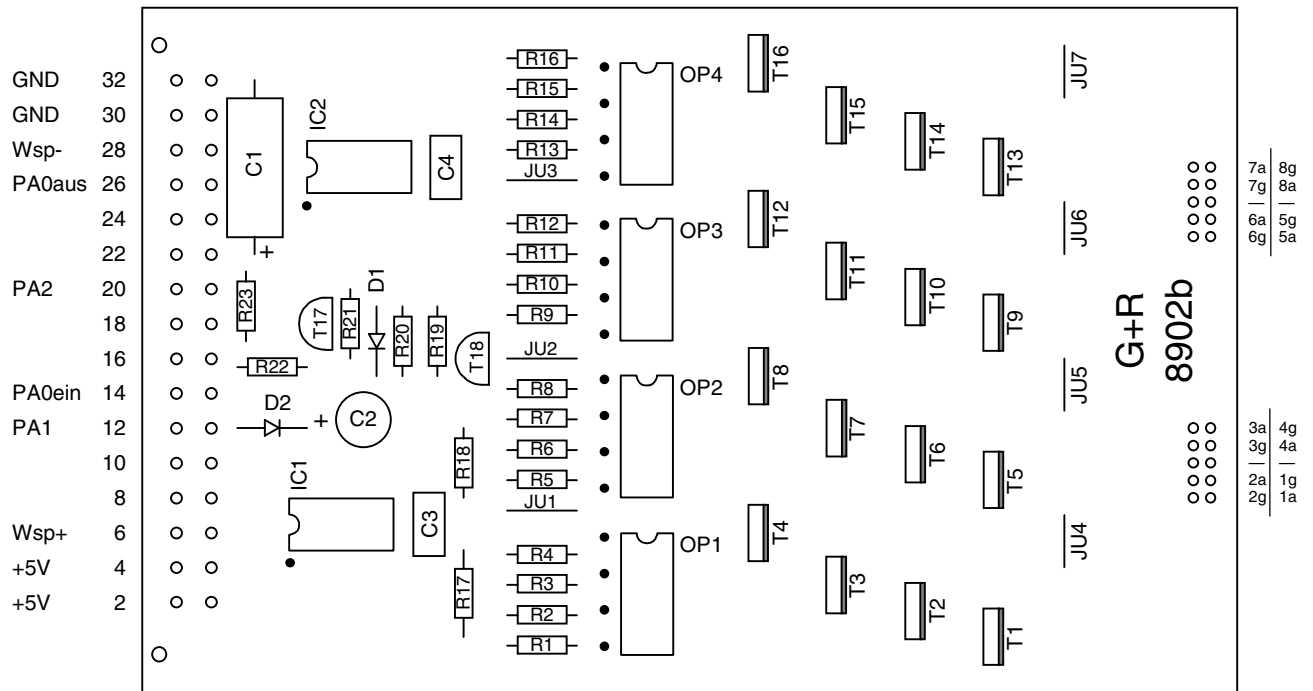 GND 32
GND 30
Wsp- 28
PA0aus 26
24
22
PA2 20
18
16
PA0ein 14
PA1 12
10
8
Wsp+ 6
+5V 4
+5V 2
C1
+
IC2
C4
R23
T17
R21
D1
R20
R19
T18
R22
D2
+
C2
IC1
C3
R18
R17
R16
R15
R14
R13
JU3
R12
R11
R10
R9
JU2
R8
R7
R6
R5
JU1
R4
R3
R2
R1
OP4
OP3
OP2
OP1
T16
T15
T14
T13
T12
T11
T10
T9
T8
T7
T6
T5
T4
T3
T2
T1
JU7
JU6
JU5
JU4
G+R
8902b
7a 8g
7g 8a
6a 5g
6g 5a
3a 4g
3g 4a
2a 1g
2g 1a